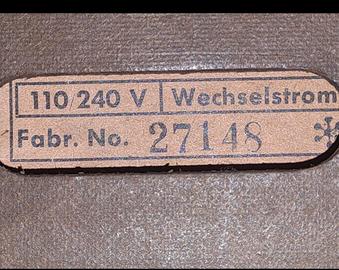 110/240 V Wechselstrom
Fabr. No. 27148